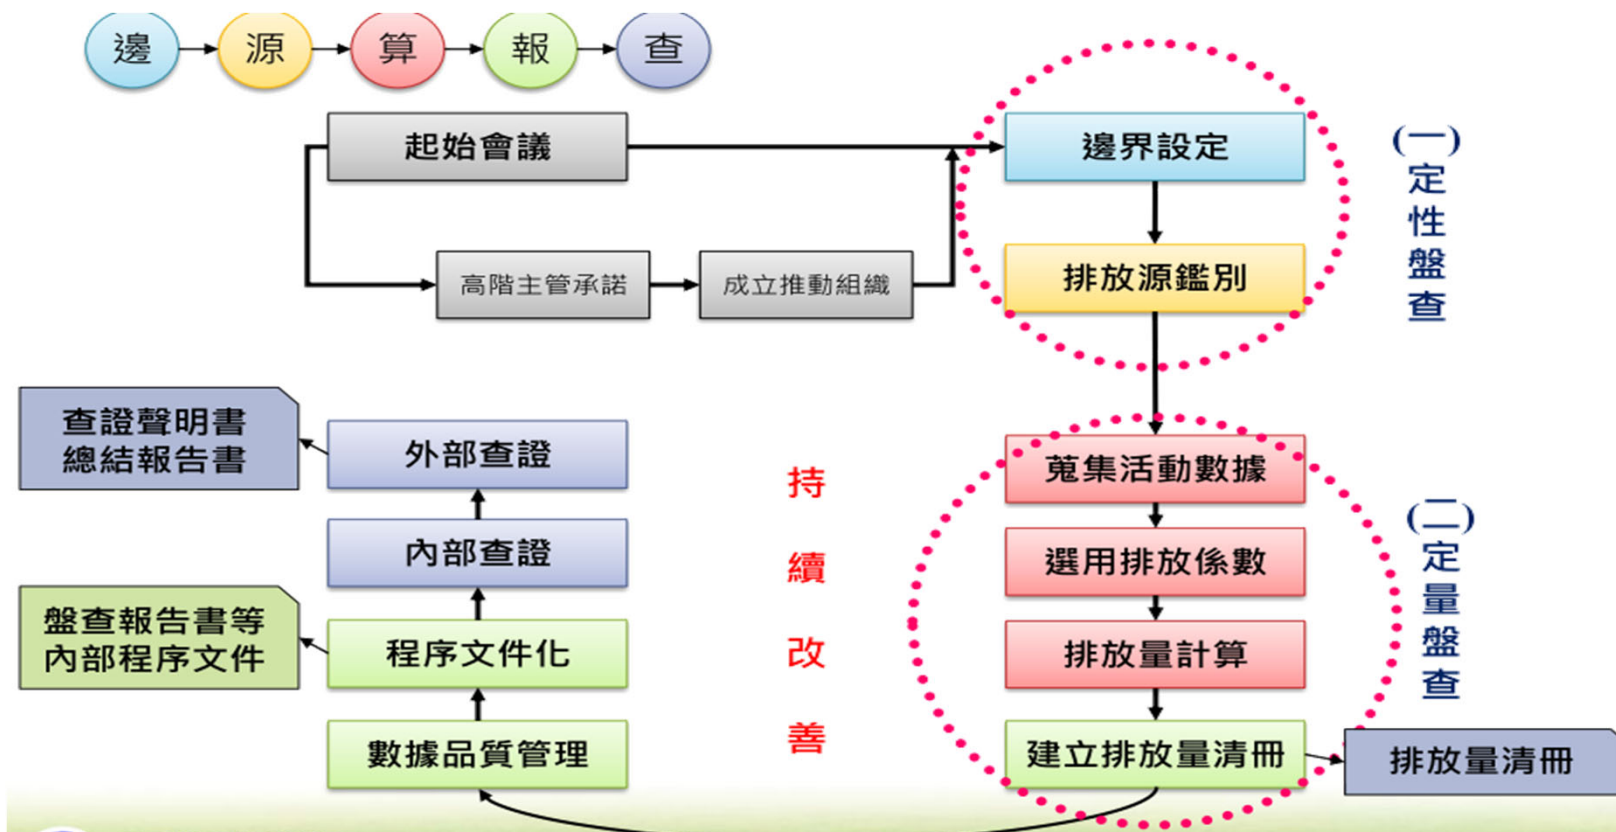 邊
源
算
報
查
起始會議
高階主管承諾
成立推動組織
邊界設定
排放源鑑別
(一)定性盤查
蒐集活動數據
選用排放係數
排放量計算
建立排放量清冊
排放量清冊
(二)定量盤查
持續改善
數據品質管理
程序文件化
盤查報告書等
內部程序文件
內部查證
外部查證
查證聲明書
總結報告書